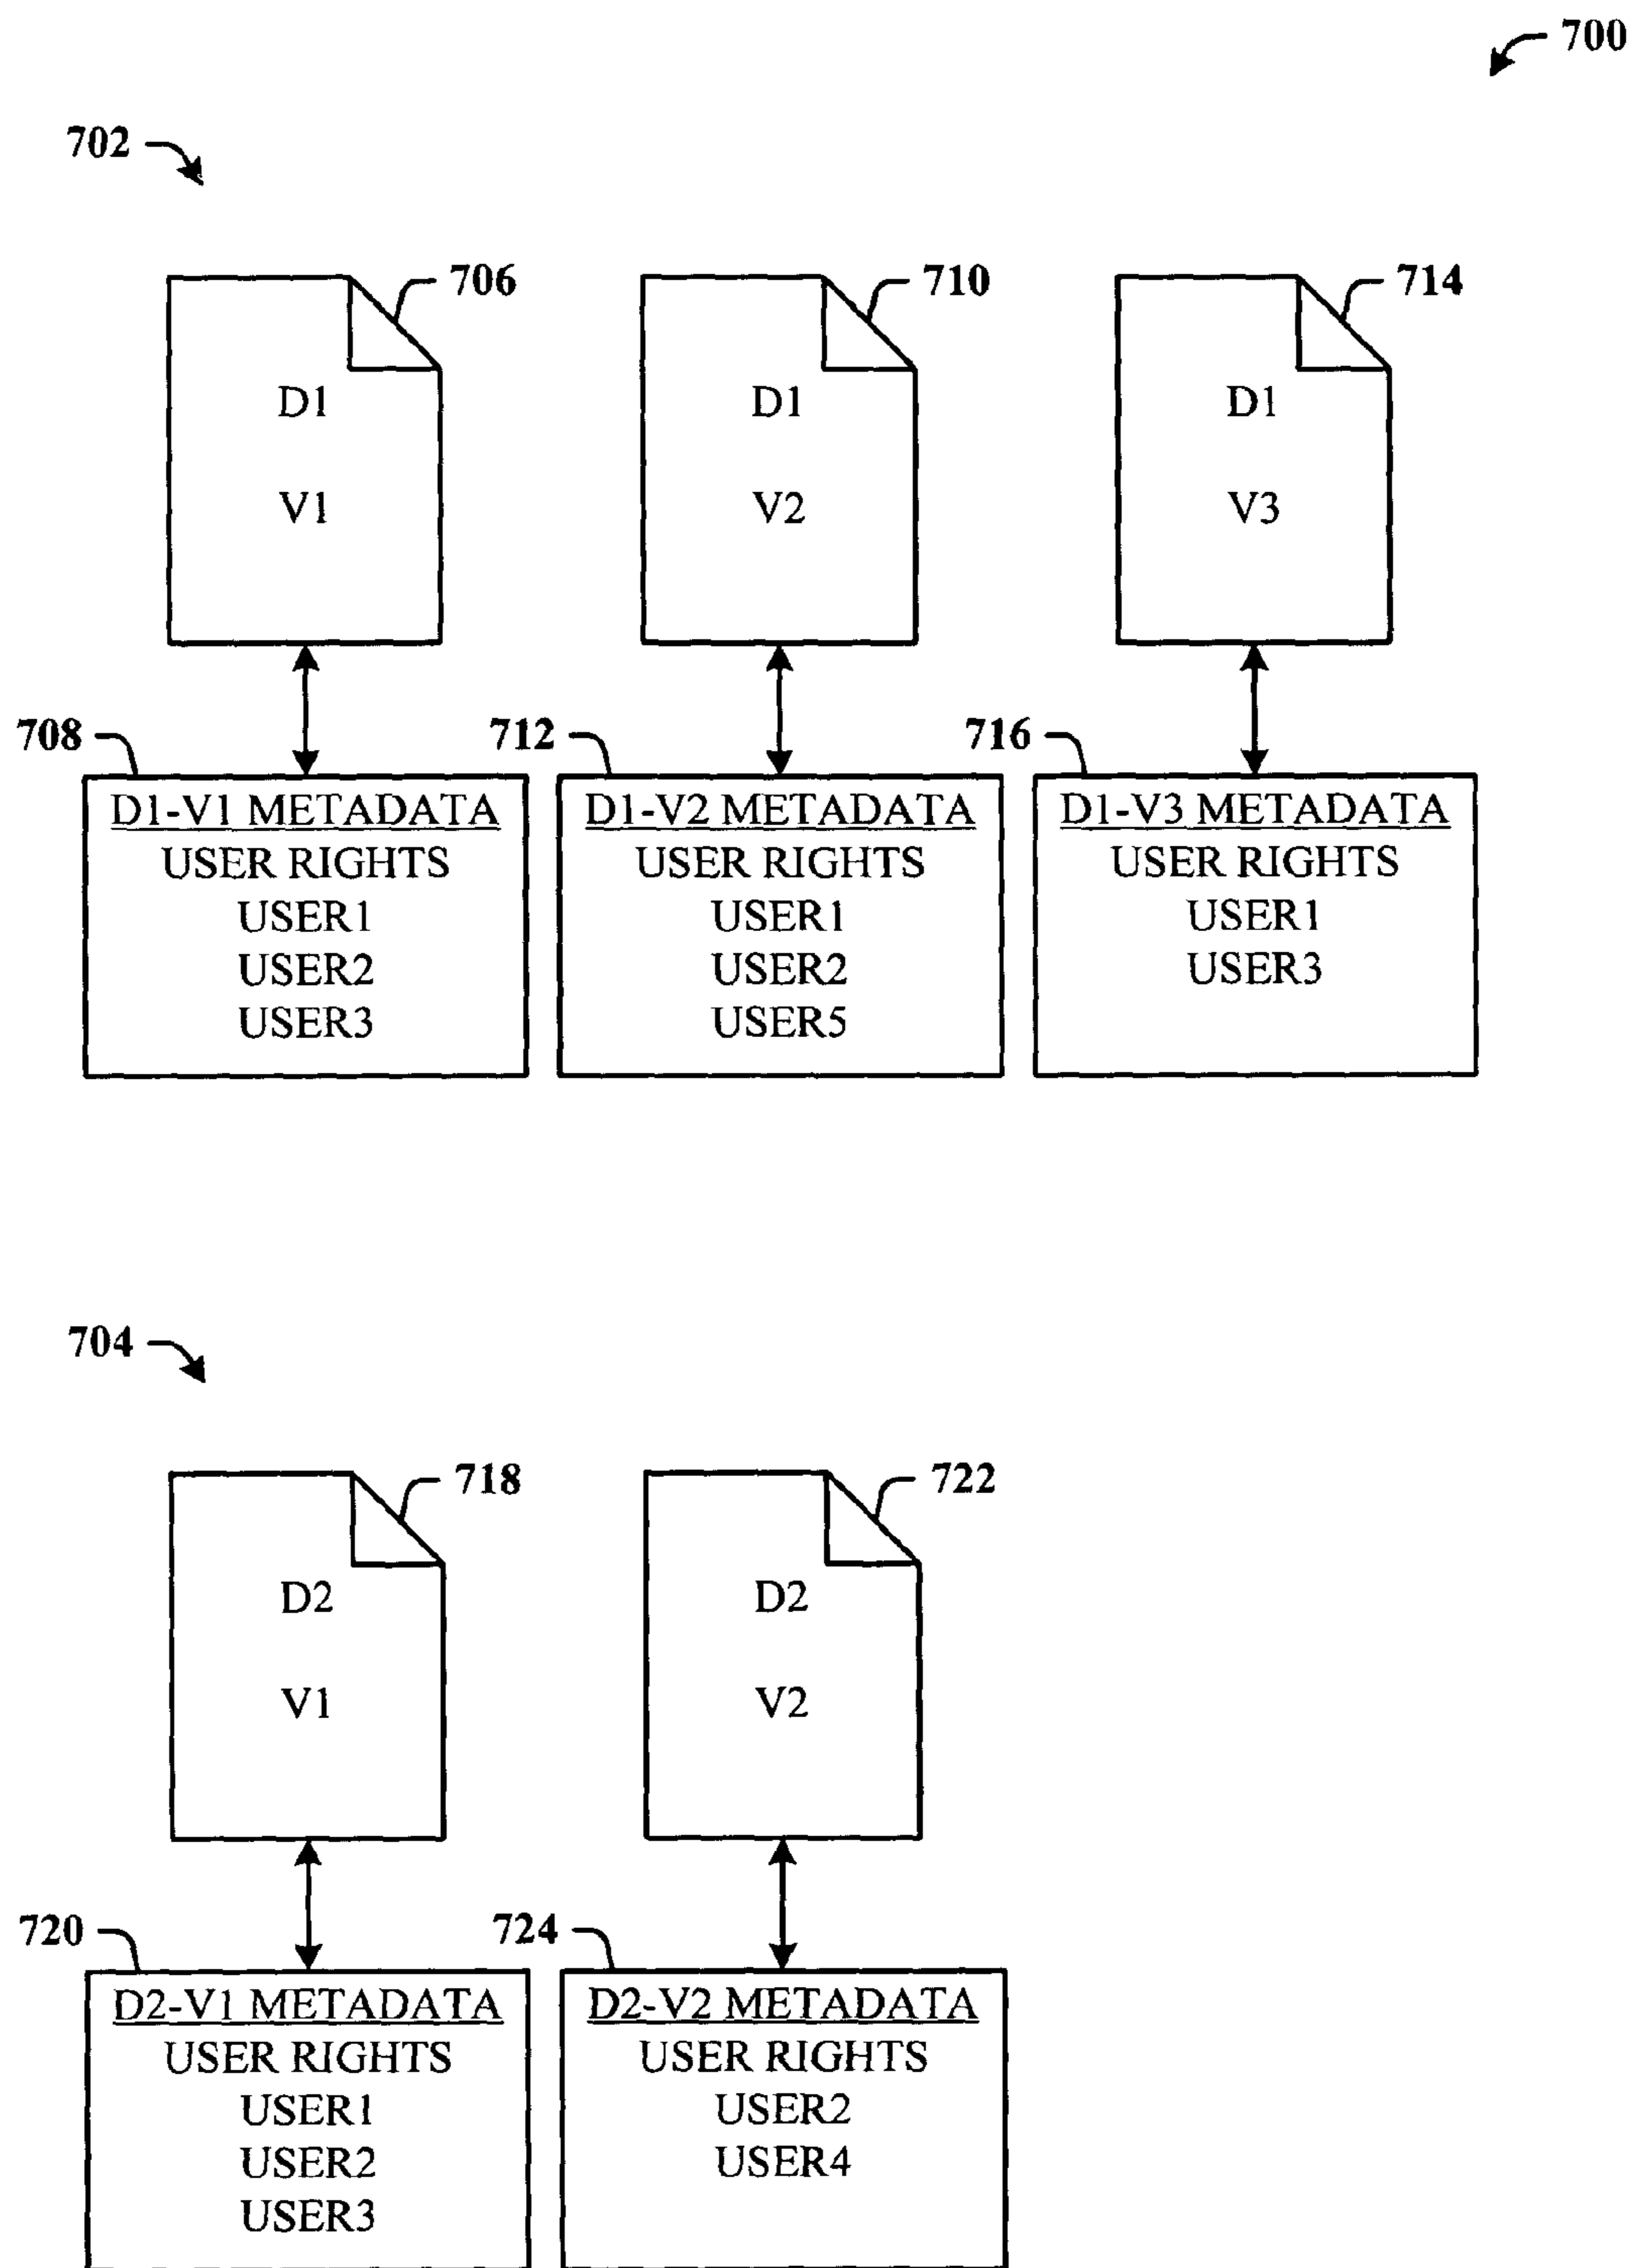 700
702
706
710
714
D1
V1
D1
V2
D1
V3
708
712
716
D1-V1 METADATA
USER RIGHTS
USER1
USER2
USER3
D1-V2 METADATA
USER RIGHTS
USER1
USER2
USER5
D1-V3 METADATA
USER RIGHTS
USER1
USER3
704
718
722
D2
V1
D2
V2
720
724
D2-V1 METADATA
USER RIGHTS
USER1
USER2
USER3
D2-V2 METADATA
USER RIGHTS
USER2
USER4